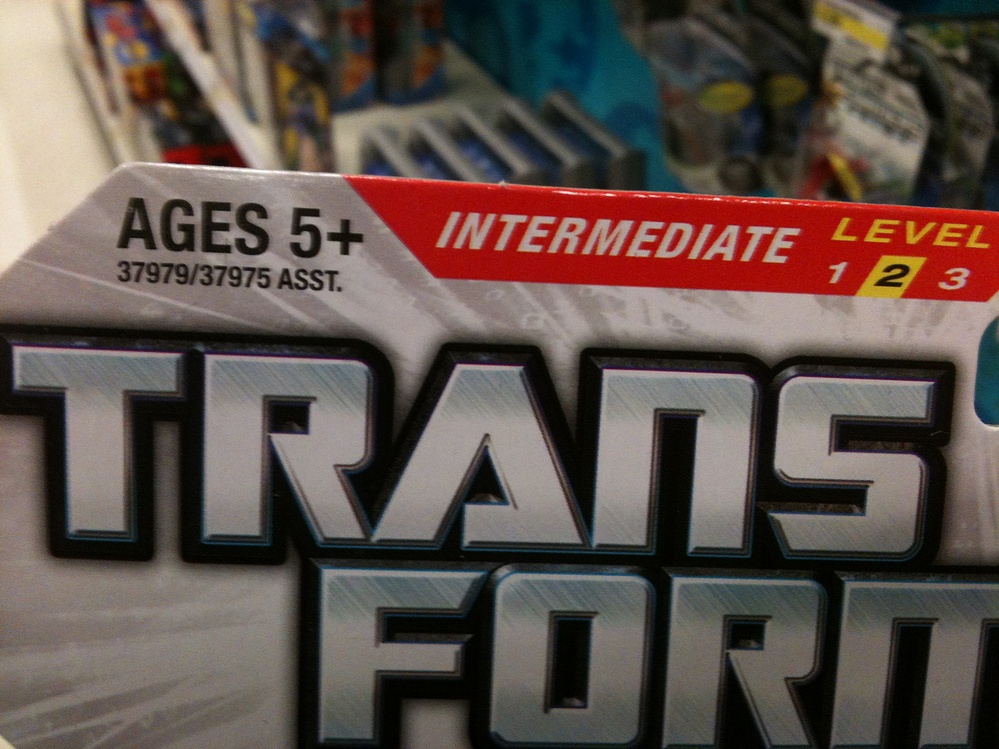 AGES 5+
37979/37975 ASST.
INTERMEDIATE
LEVEL
1 2 3
TRANS
FORM